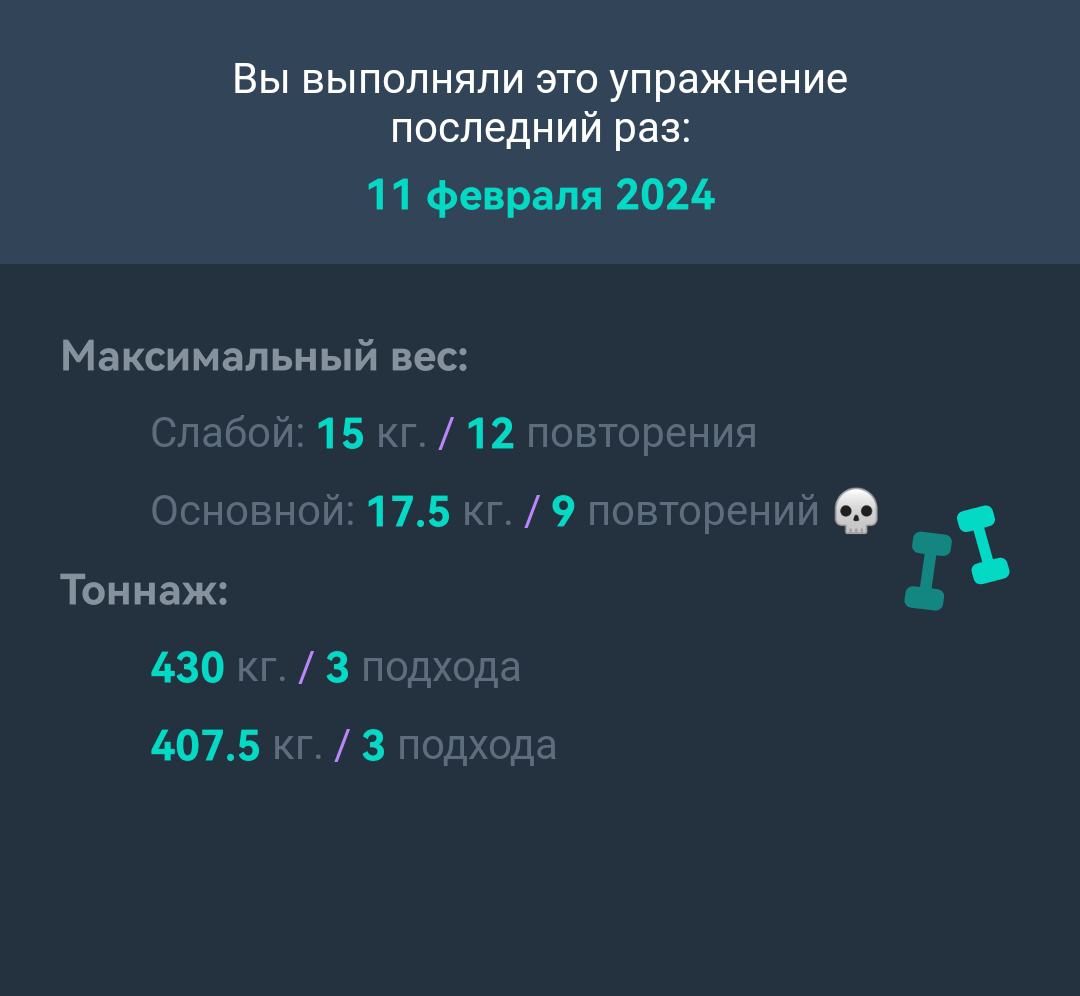 Вы выполняли это упражнение
последний раз:
11 февраля 2024
Максимальный вес:
Слабой: 15 кг. / 12 повторения
Основной: 17.5 кг. / 9 повторений 💀
Тоннаж:
430 кг. / 3 подхода
407.5 кг. / 3 подхода